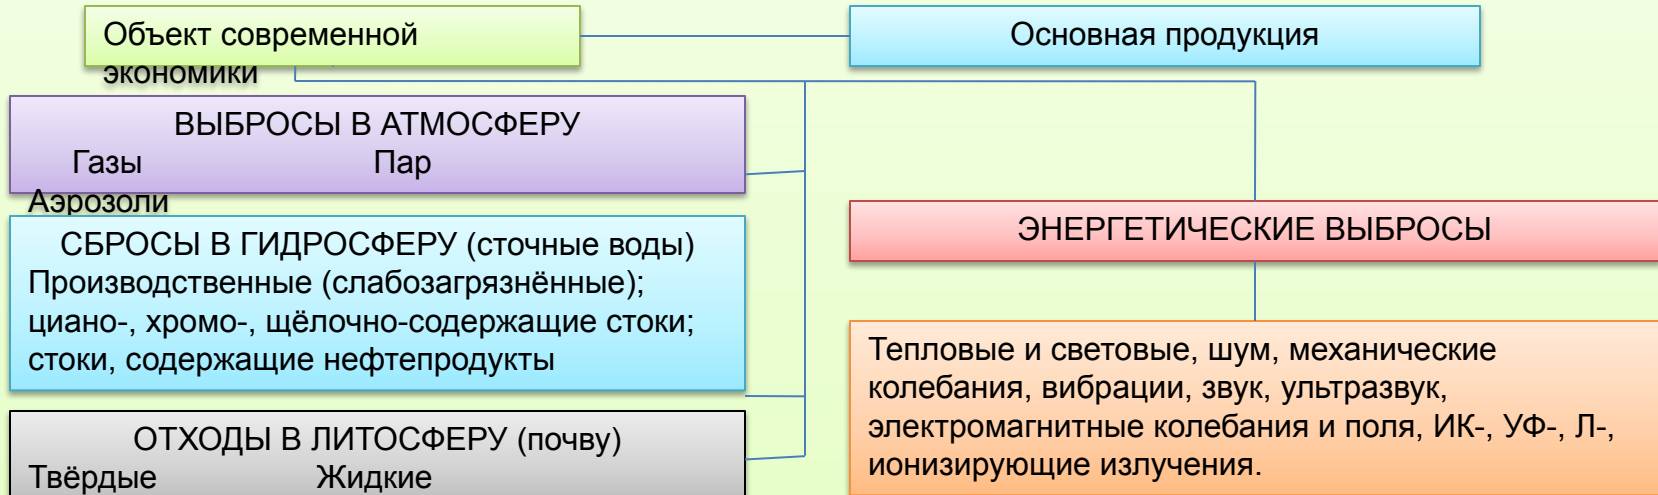 Объект современной
экономики
Основная продукция
ВЫБРОСЫ В АТМОСФЕРУ
Газы Пар
Аэрозоли
СБРОСЫ В ГИДРОСФЕРУ (сточные воды)
Производственные (слабозагрязнённые);
циано-, хромо-, щёлочно-содержащие стоки;
стоки, содержащие нефтепродукты
ОТХОДЫ В ЛИТОСФЕРУ (почву)
Твёрдые Жидкие
ЭНЕРГЕТИЧЕСКИЕ ВЫБРОСЫ
Тепловые и световые, шум, механические
колебания, вибрации, звук, ультразвук,
электромагнитные колебания и поля, ИК-, УФ-, Л-,
ионизирующие излучения.